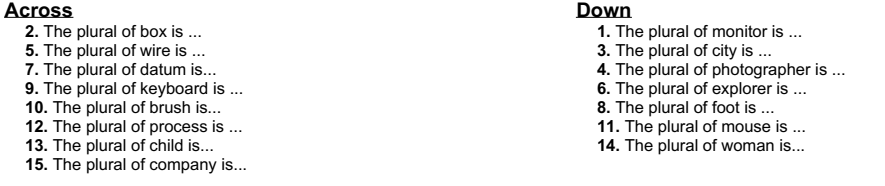 Across
2. The plural of box is ...
5. The plural of wire is ...
7. The plural of datum is...
9. The plural of keyboard is ...
10. The plural of brush is...
12. The plural of process is ...
13. The plural of child is...
15. The plural of company is...
Down
1. The plural of monitor is ...
3. The plural of city is ...
4. The plural of photographer is ...
6. The plural of explorer is ...
8. The plural of foot is ...
11. The plural of mouse is ...
14. The plural of woman is...